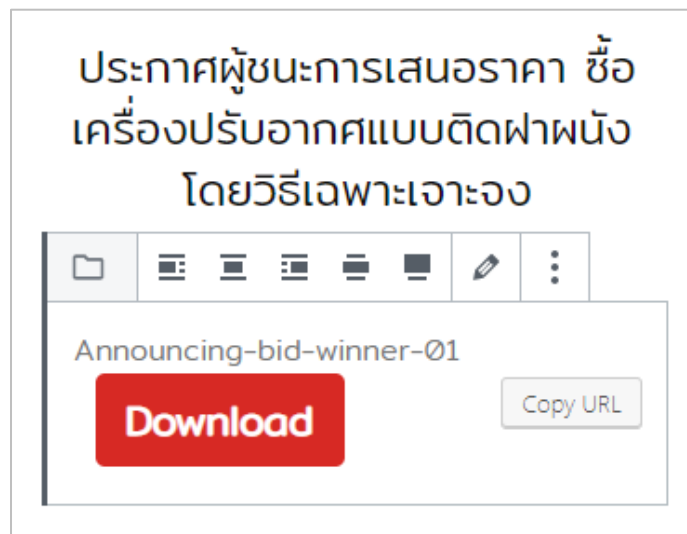 ประกาศผู้ชนะการเสนอราคา ซื้อ
เครื่องปรับอากศแบบติดฝาผนัง
โดยวิธีเฉพาะเจาะจง
Announcing-bid-winner-01
Download
Copy URL